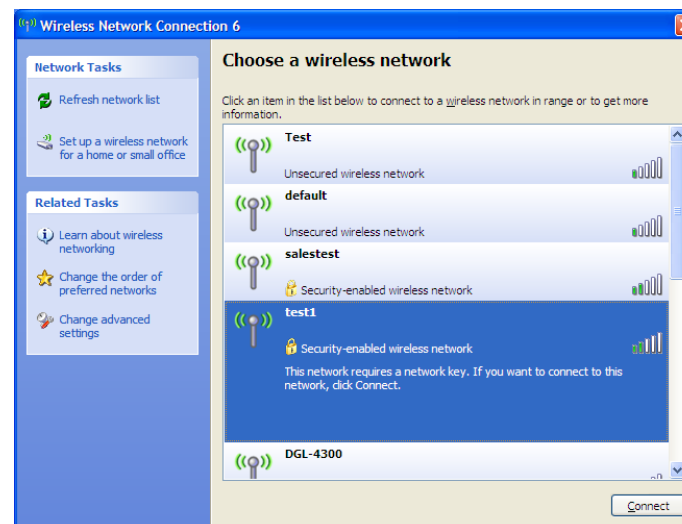 Wireless Network Connection 6
Network Tasks
Refresh network list
Set up a wireless network
for a home or small office
Related Tasks
Learn about wireless
networking
Change the order of
preferred networks
Change advanced
settings
Choose a wireless network
Click an item in the list below to connect to a wireless network in range or to get more
information.
Test
Unsecured wireless network
default
Unsecured wireless network
salestest
Security-enabled wireless network
test1
Security-enabled wireless network
This network requires a network key. If you want to connect to this
network, click Connect.
DGL-4300
Connect